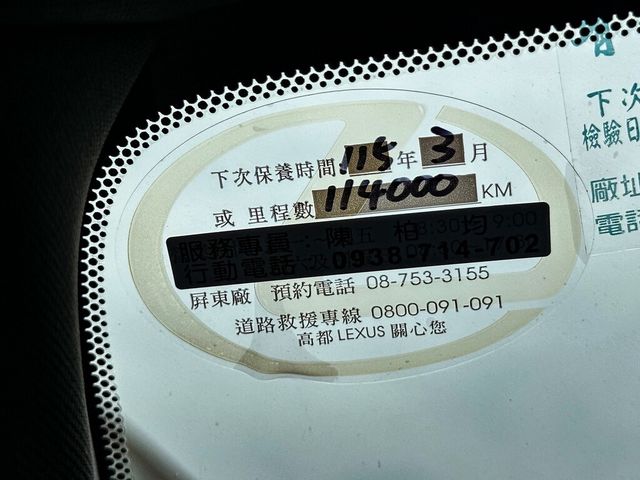 下次保養時間 115 年 3 月
或 里程數 114000 KM
服務專員 陳 相 均
行動電話 0938-714-702
屏東廠 預約電話 08-753-3155
道路救援專線 0800-091-091
高都 LEXUS 關心您
下次
檢驗日
廠址
電話